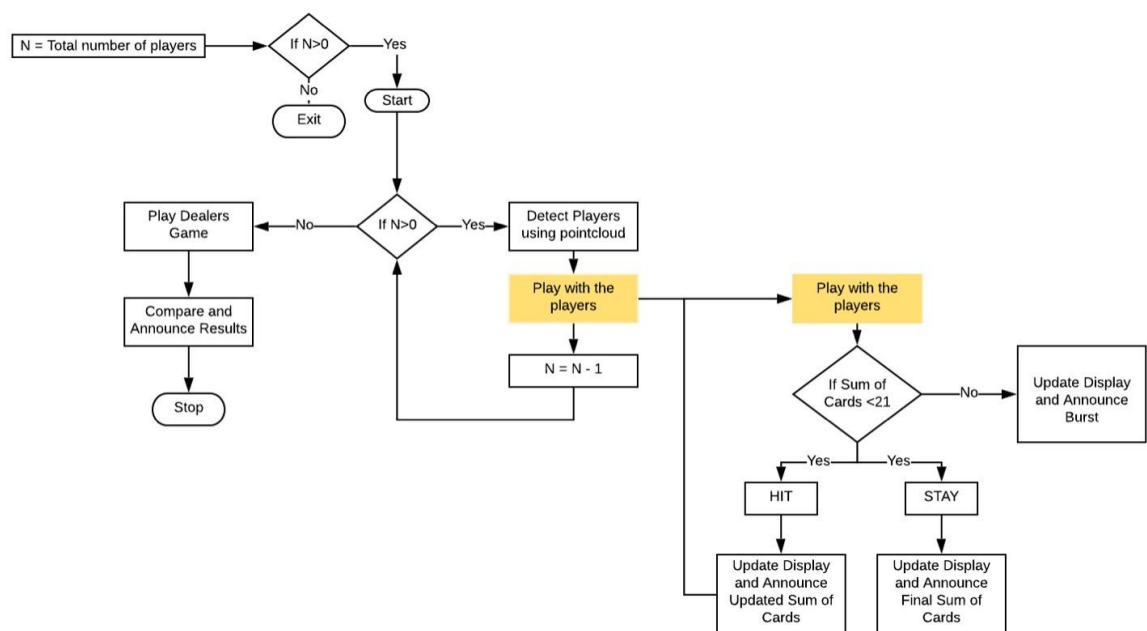 N = Total number of players
If N>0
Yes
No
Start
Exit
Play Dealers
Game
No
If N>0
Yes
Detect Players
using pointcloud
Compare and
Announce Results
Stop
Play with the
players
N = N - 1
Play with the
players
If Sum of
Cards <21
No
Update Display
and Announce
Burst
Yes
Yes
HIT
STAY
Update Display
and Announce
Updated Sum of
Cards
Update Display
and Announce
Final Sum of
Cards